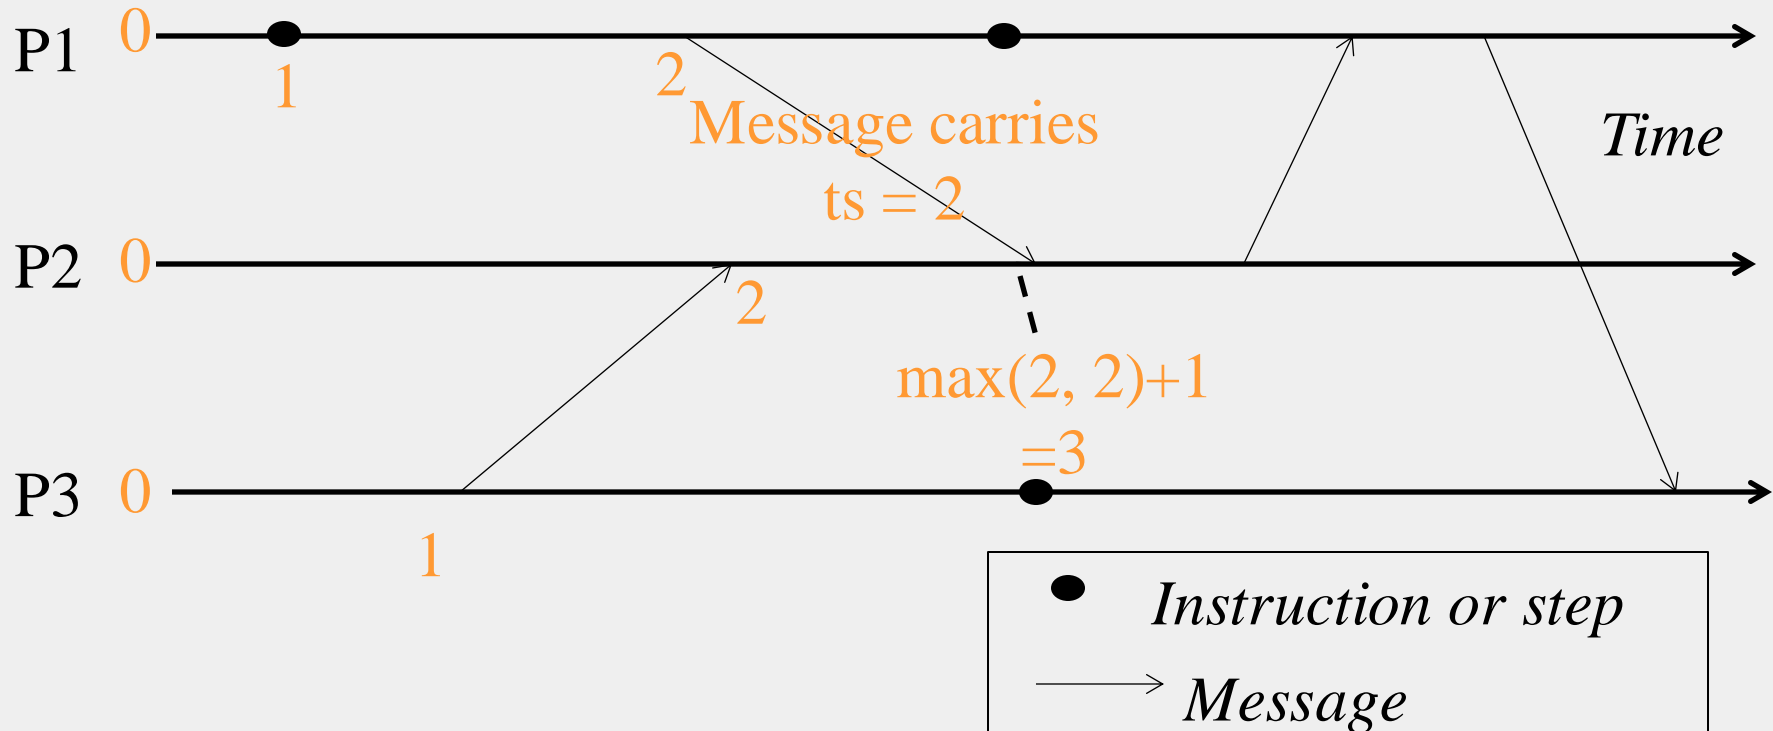 P1 0
1
2
Message carries
ts = 2
Time
P2 0
2
max(2, 2)+1
=3
P3 0
1
Instruction or step
Message